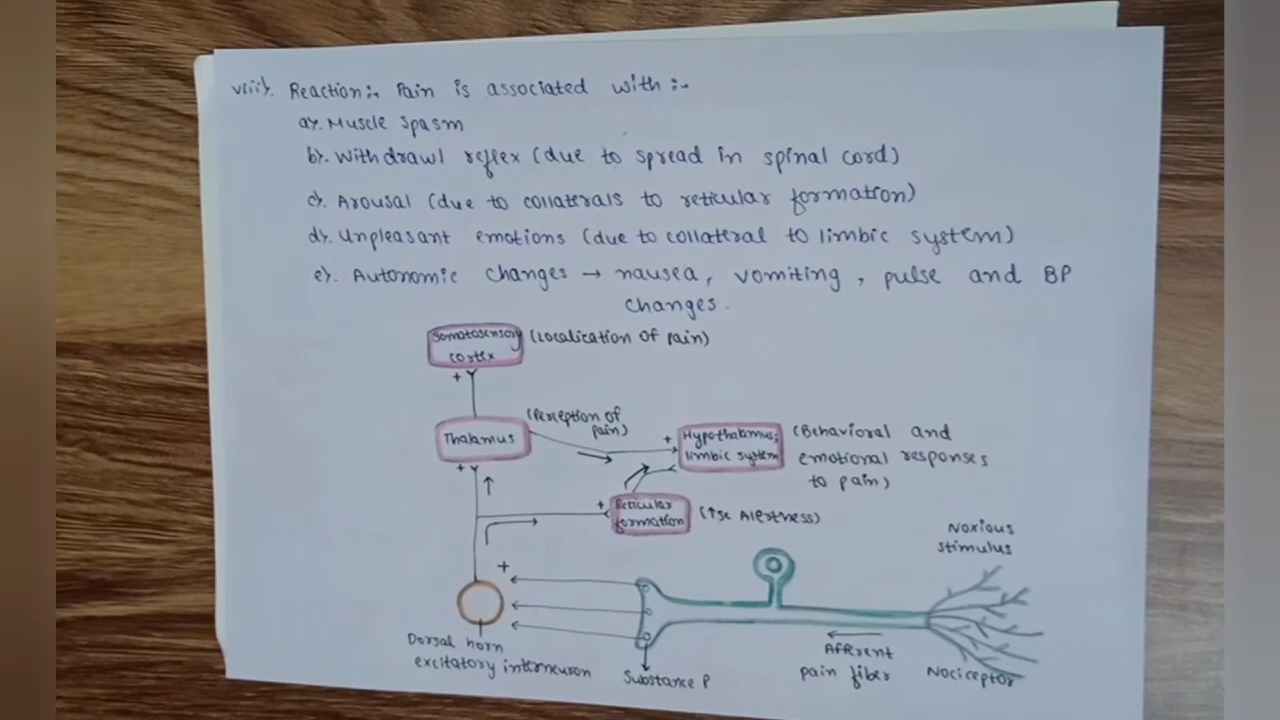 viii). Reaction:- Pain is associated with :-
a). Muscle spasm
b). Withdrawl reflex (due to spread in spinal cord)
c). Arousal (due to collaterals to reticular formation)
d). Unpleasant emotions (due to collateral to limbic system)
e). Autonomic changes → nausea, vomiting, pulse and BP
changes.
Somatosensory
cortex
(Localication of pain)
+
Thalamus
(Perception of
pain)
+
+
Hypothalamus;
limbic system
(Behavioral and
emotional responses
to pain)
+
Reticular
formation
(↑se Alertness)
Noxious
stimulus
+
Dorsal horn
excitatory interneuron
Substance P
Afferent
pain fiber
Nociceptor